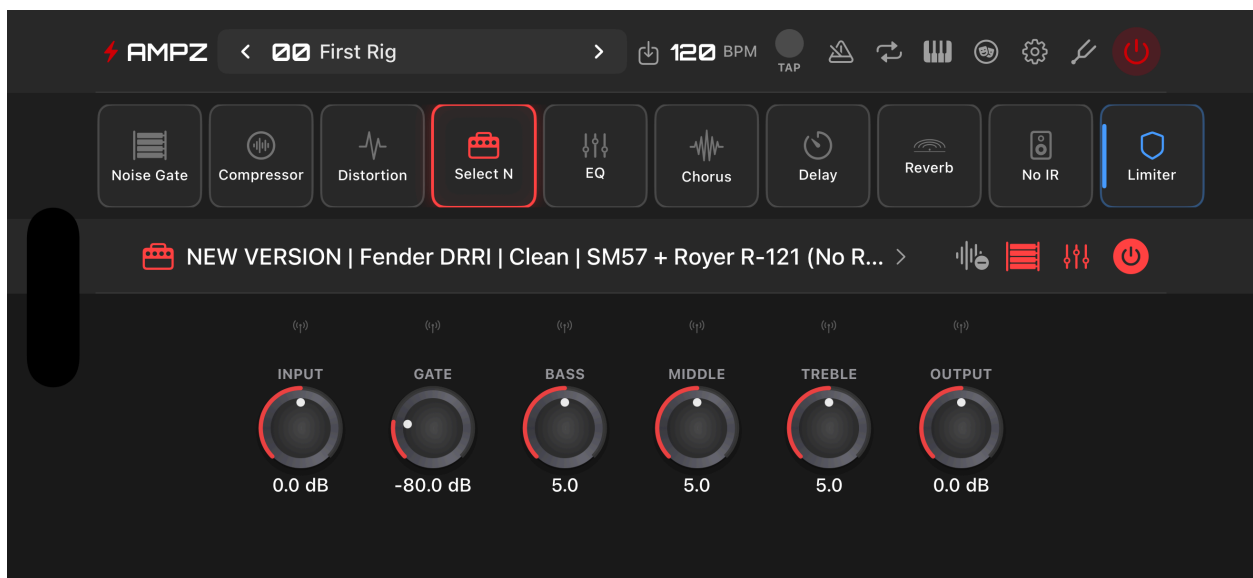 AMPZ 00 First Rig 120 BPM TAP
Noise Gate Compressor Distortion Select N EQ Chorus Delay Reverb No IR Limiter
NEW VERSION | Fender DRRI | Clean | SM57 + Royer R-121 (No R...
INPUT GATE BASS MIDDLE TREBLE OUTPUT
0.0 dB -80.0 dB 5.0 5.0 5.0 0.0 dB